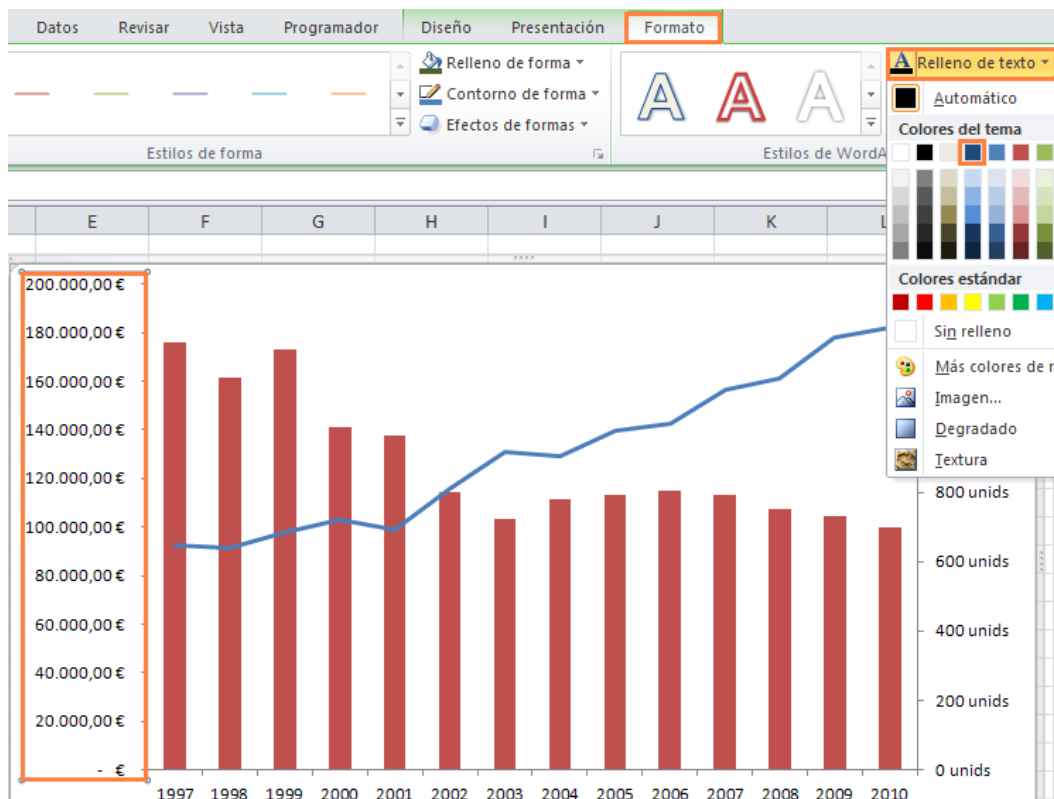 Datos Revisar Vista Programador Diseño Presentación Formato
Relleno de forma
Contorno de forma
Efectos de formas
A A A
A Relleno de texto
Automático
Colores del tema
Estilos de forma
Estilos de WordA
E F G H I J K L
Colores estándar
Sin relleno
Más colores de r
Imagen...
Degradado
Textura
200.000,00 €
180.000,00 €
160.000,00 €
140.000,00 €
120.000,00 €
100.000,00 €
80.000,00 €
60.000,00 €
40.000,00 €
20.000,00 €
- €
800 unids
600 unids
400 unids
200 unids
0 unids
1997 1998 1999 2000 2001 2002 2003 2004 2005 2006 2007 2008 2009 2010